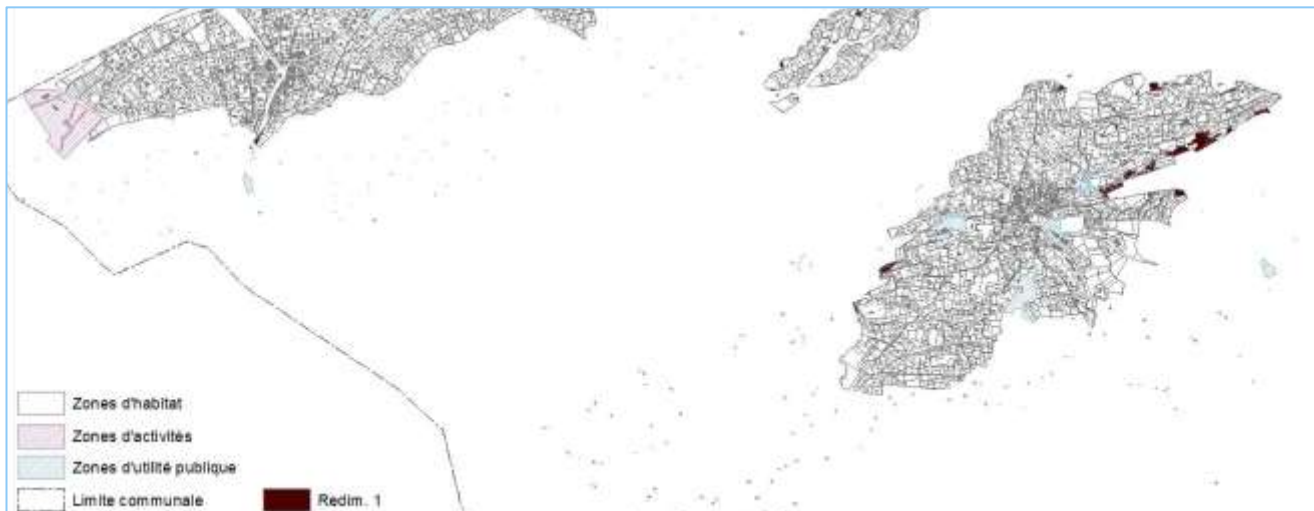 Zones d'habitat
Zones d'activités
Zones d'utilité publique
Limite communale
Redim. 1